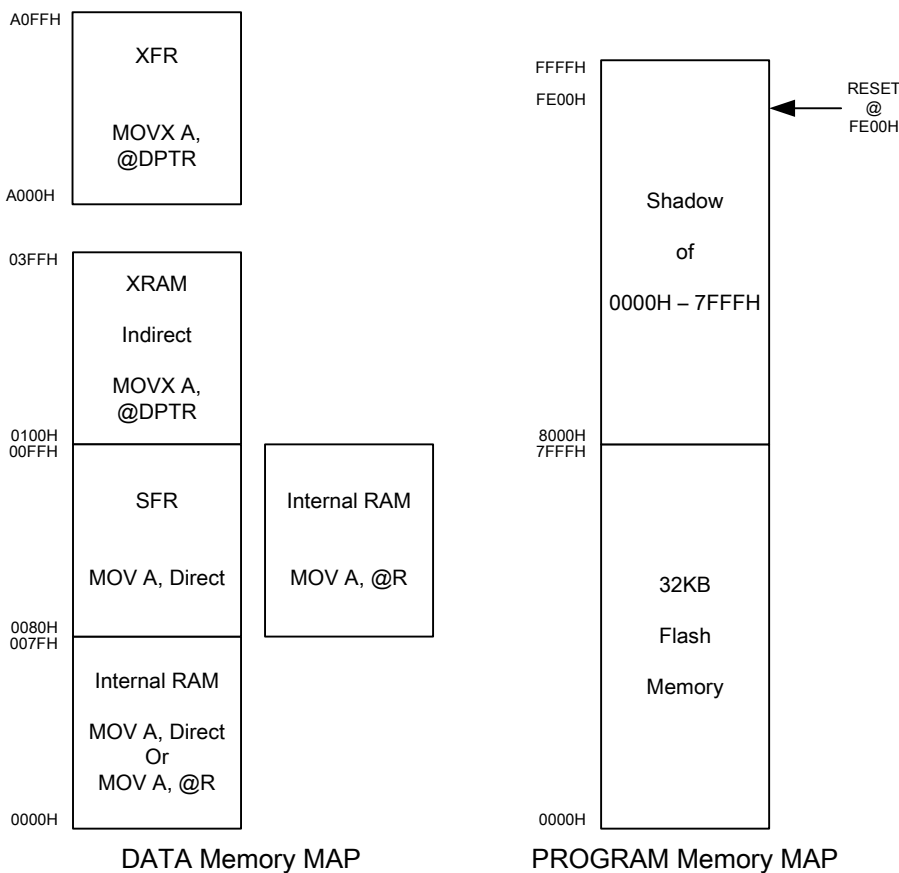 A0FFH
XFR
MOVX A,
@DPTR
A000H
03FFH
XRAM
Indirect
MOVX A,
@DPTR
0100H
00FFH
SFR
MOV A, Direct
0080H
Internal RAM
MOV A, @R
007FH
Internal RAM
MOV A, Direct
Or
MOV A, @R
0000H
DATA Memory MAP
FFFFH
FE00H
RESET
@
FE00H
Shadow
of
0000H – 7FFFH
8000H
7FFFH
32KB
Flash
Memory
0000H
PROGRAM Memory MAP